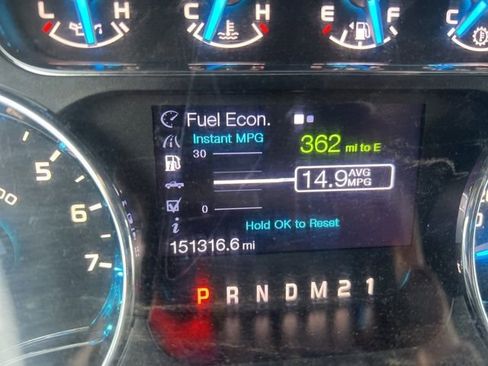 L H C H E F C H
Fuel Econ.
Instant MPG
362 mi to E
30
14.9 AVG MPG
0
Hold OK to Reset
151316.6 mi
5
6
7
P R N D M 2 1